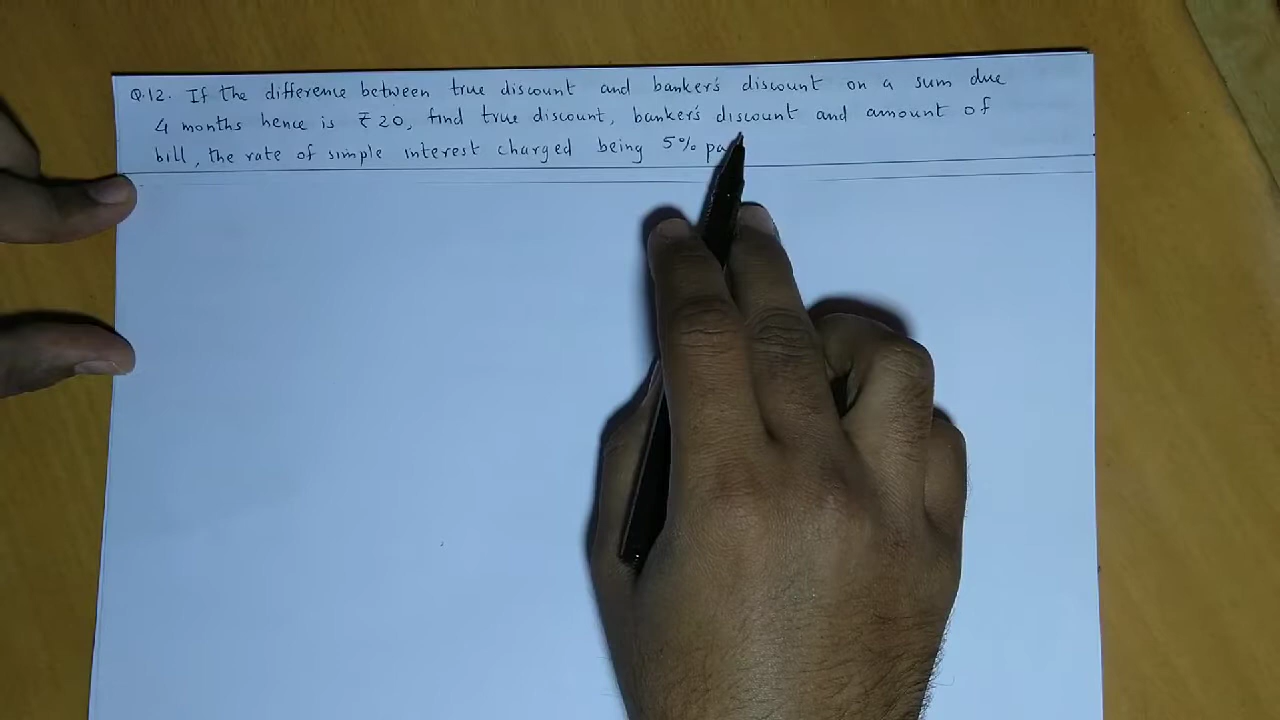 Q.12. If the difference between true discount and banker's discount on a sum due
4 months hence is ₹ 20, find true discount, banker's discount and amount of
bill, the rate of simple interest charged being 5%